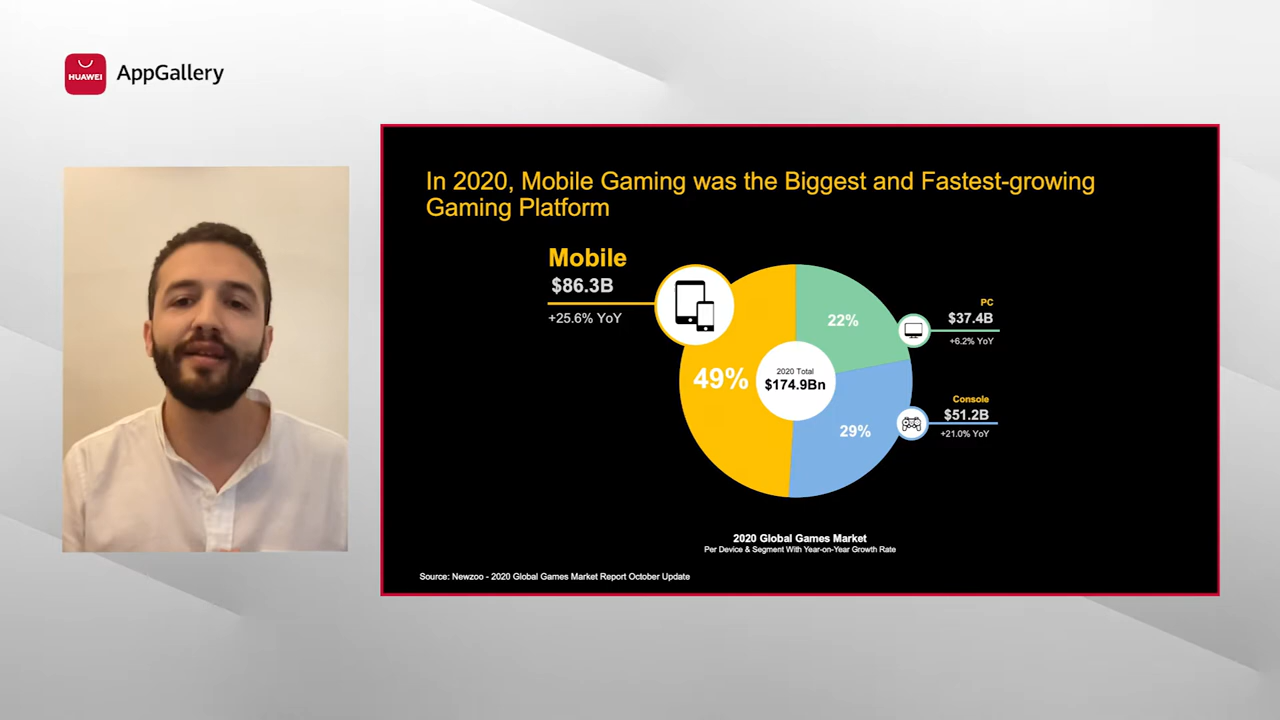 HUAWEI
AppGallery
In 2020, Mobile Gaming was the Biggest and Fastest-growing
Gaming Platform
Mobile
$86.3B
+25.6% YoY
49%
22%
29%
2020 Total
$174.9Bn
PC
$37.4B
+6.2% YoY
Console
$51.2B
+21.0% YoY
2020 Global Games Market
Per Device & Segment With Year-on-Year Growth Rate
Source: Newzoo - 2020 Global Games Market Report October Update